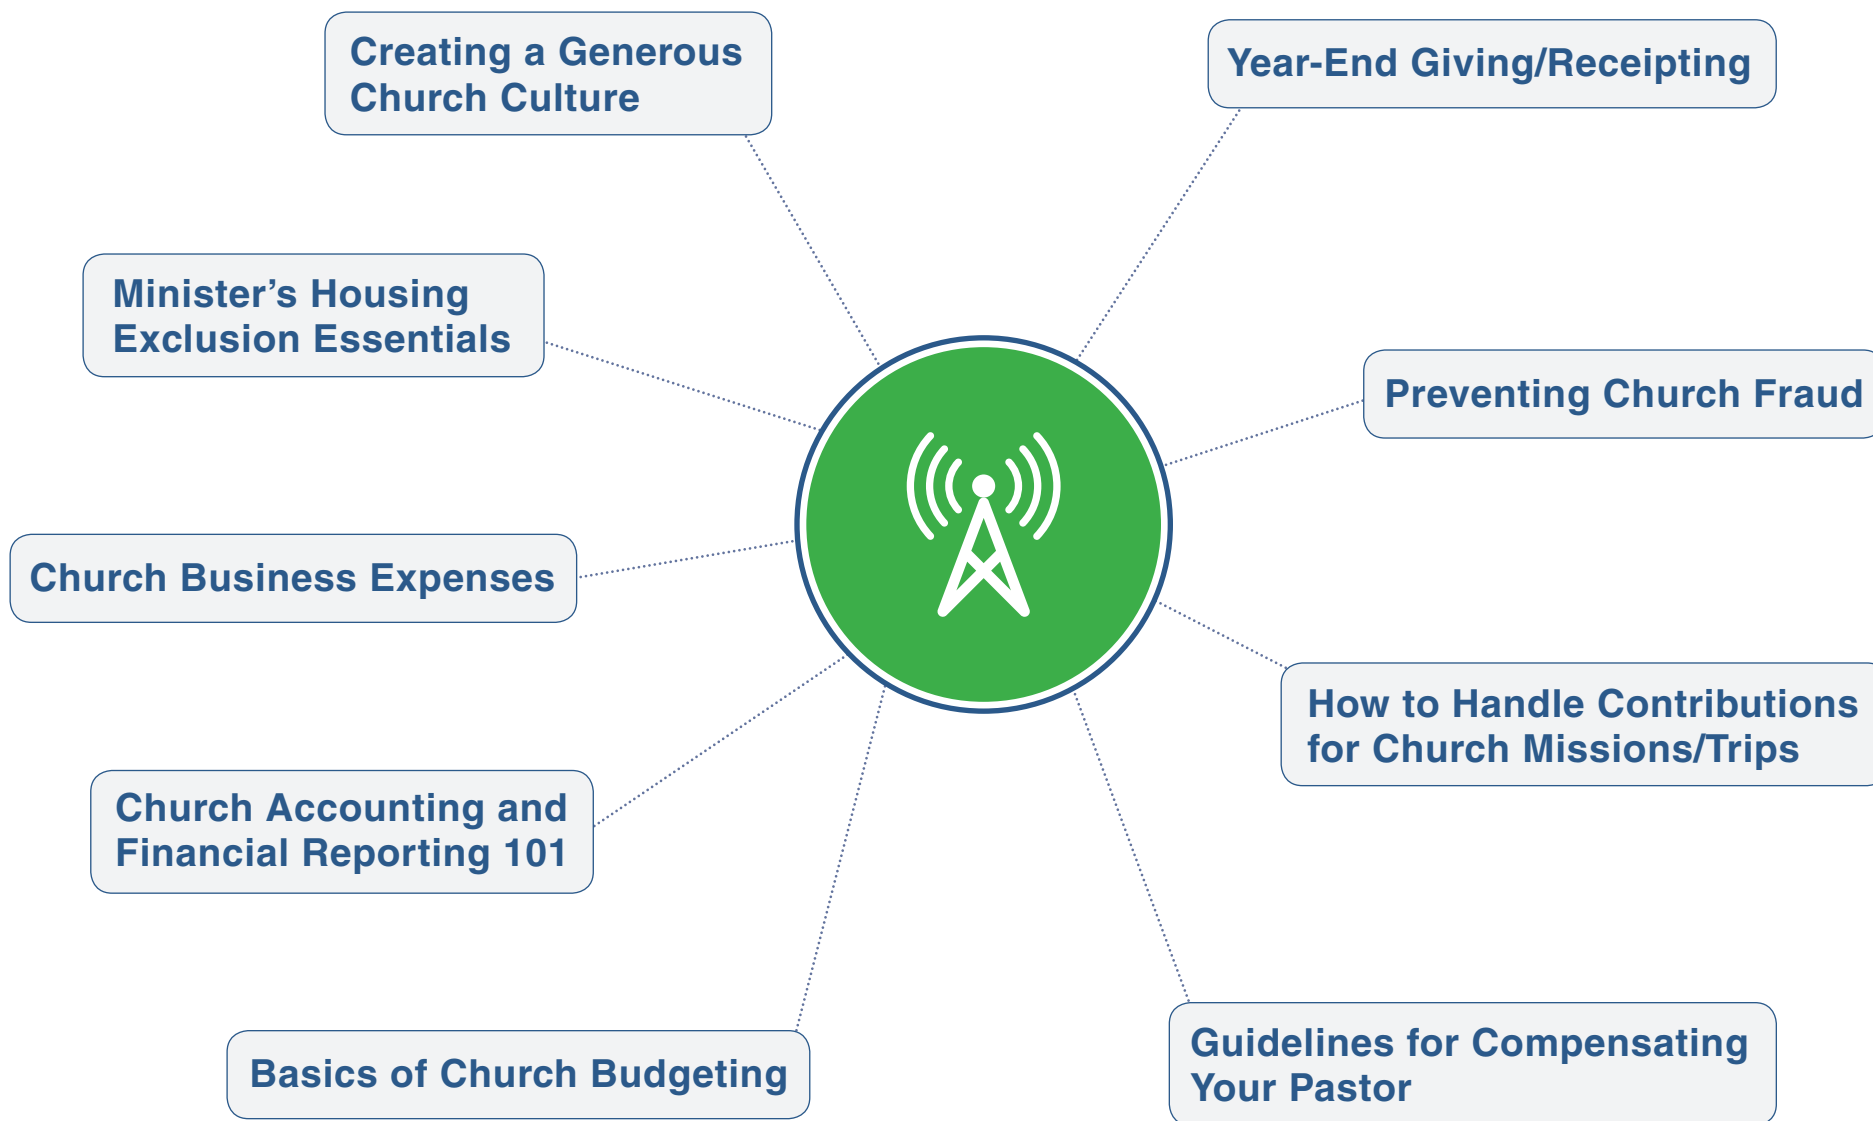 Creating a Generous
Church Culture
Year-End Giving/Receipting
Minister’s Housing
Exclusion Essentials
Preventing Church Fraud
Church Business Expenses
How to Handle Contributions
for Church Missions/Trips
Church Accounting and
Financial Reporting 101
Basics of Church Budgeting
Guidelines for Compensating
Your Pastor